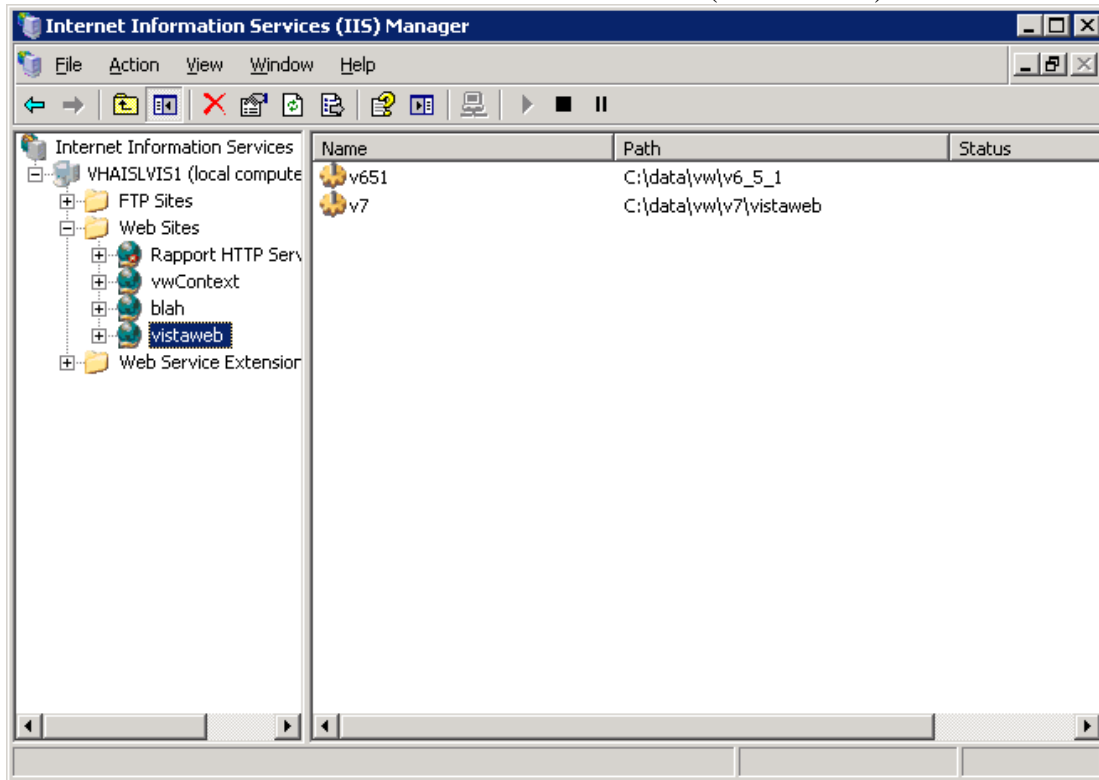 Internet Information Services (IIS) Manager
File Action View Window Help
Internet Information Services
VHAISLVIS1 (local compute
FTP Sites
Web Sites
Rapport HTTP Serv
vwContext
blah
vistaweb
Web Service Extension
Name Path Status
v651 C:\data\vw\v6_5_1
v7 C:\data\vw\v7\vistaweb